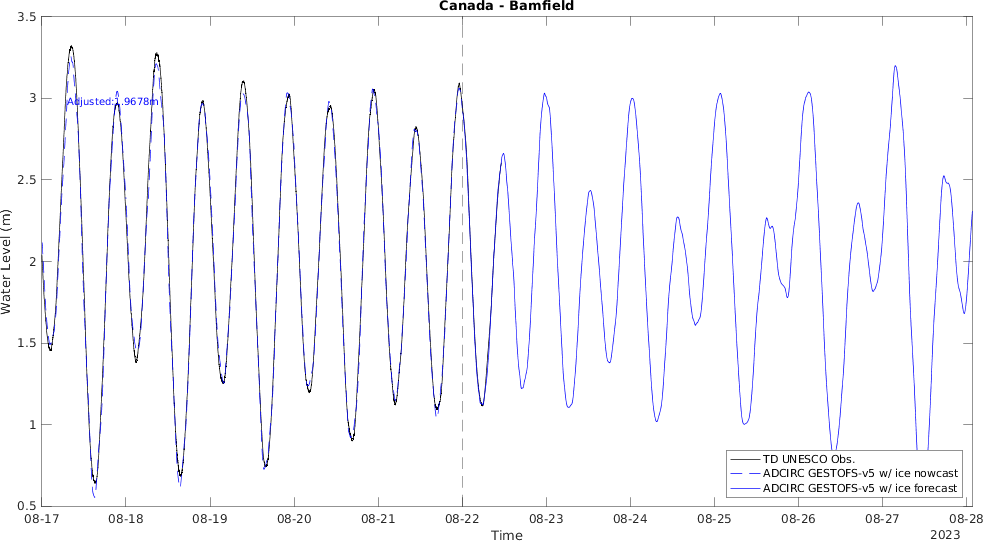 Canada - Bamfield
3.5
3
2.5
2
1.5
1
0.5
Water Level (m)
Adjusted:1.9678m
TD UNESCO Obs.
ADCIRC GESTOFS-v5 w/ ice nowcast
ADCIRC GESTOFS-v5 w/ ice forecast
08-17 08-18 08-19 08-20 08-21 08-22 08-23 08-24 08-25 08-26 08-27 08-28
Time
2023